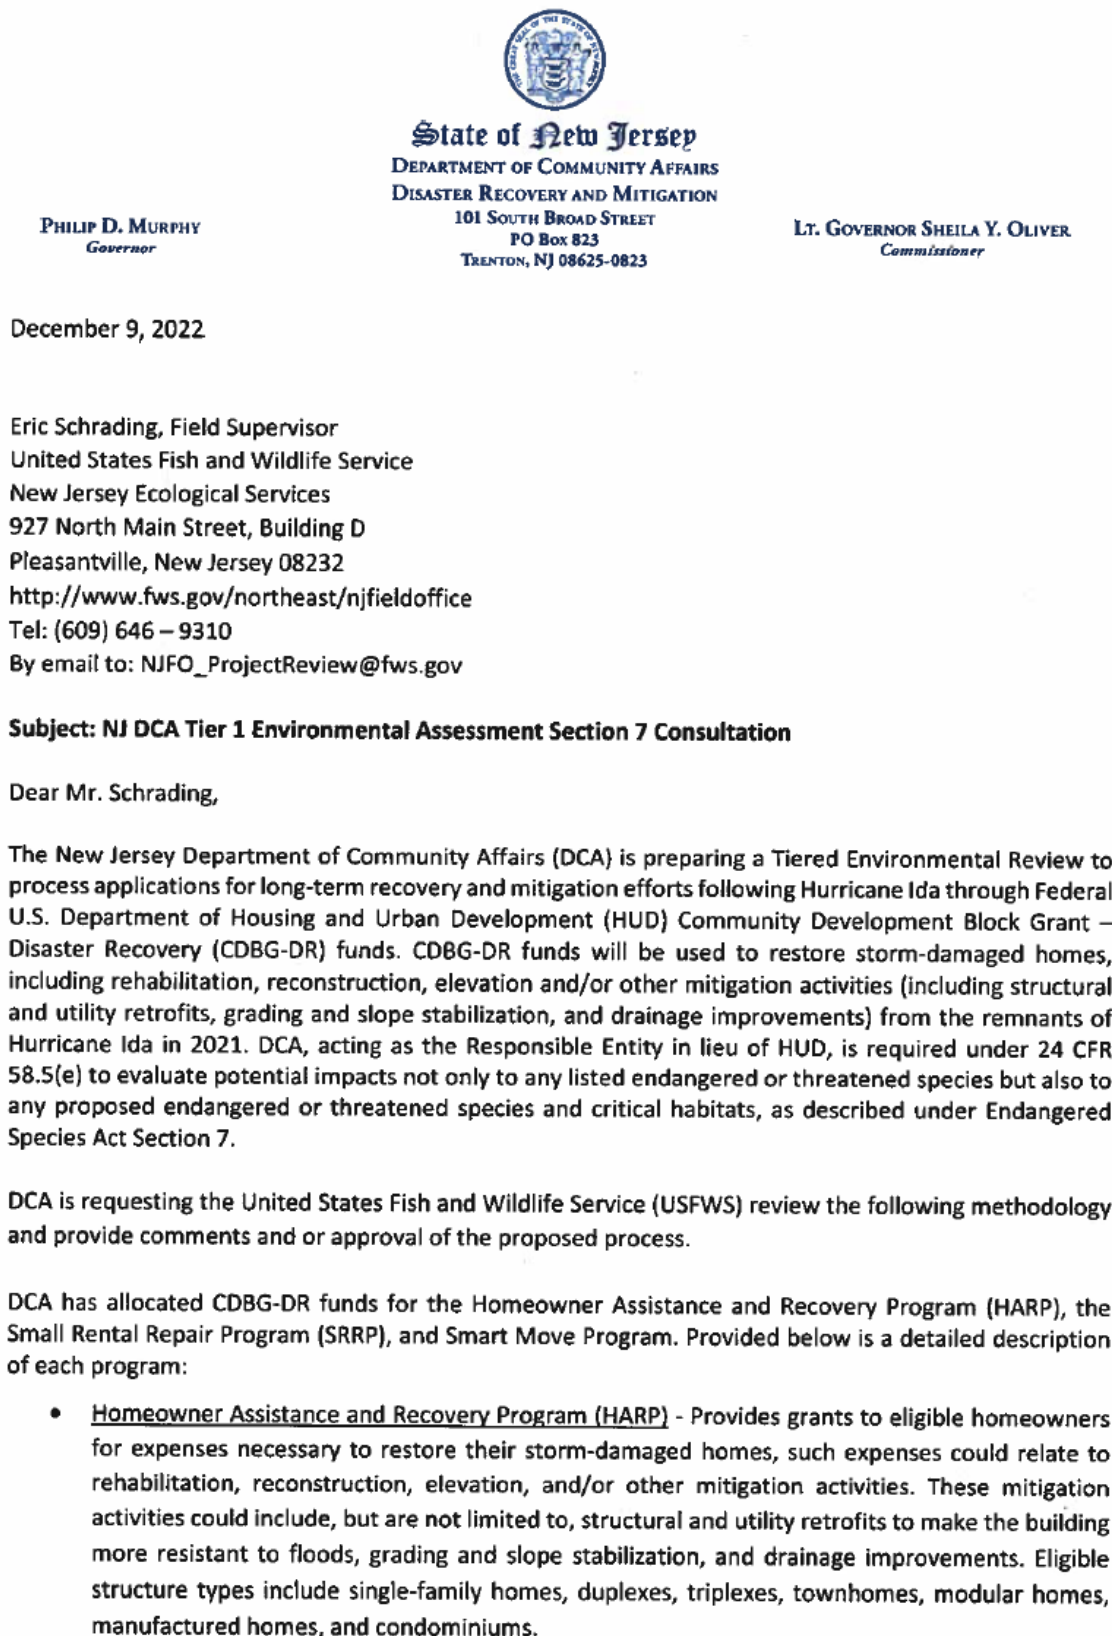 THE GREAT SEAL OF THE STATE OF NEW JERSEY
State of New Jersey
DEPARTMENT OF COMMUNITY AFFAIRS
DISASTER RECOVERY AND MITIGATION
101 SOUTH BROAD STREET
PO BOX 823
TRENTON, NJ 08625-0823
PHILIP D. MURPHY
Governor
LT. GOVERNOR SHEILA Y. OLIVER
Commissioner
December 9, 2022
Eric Schrading, Field Supervisor
United States Fish and Wildlife Service
New Jersey Ecological Services
927 North Main Street, Building D
Pleasantville, New Jersey 08232
http://www.fws.gov/northeast/njfieldoffice
Tel: (609) 646 – 9310
By email to: NJFO_ProjectReview@fws.gov
Subject: NJ DCA Tier 1 Environmental Assessment Section 7 Consultation
Dear Mr. Schrading,
The New Jersey Department of Community Affairs (DCA) is preparing a Tiered Environmental Review to
process applications for long-term recovery and mitigation efforts following Hurricane Ida through Federal
U.S. Department of Housing and Urban Development (HUD) Community Development Block Grant –
Disaster Recovery (CDBG-DR) funds. CDBG-DR funds will be used to restore storm-damaged homes,
including rehabilitation, reconstruction, elevation and/or other mitigation activities (including structural
and utility retrofits, grading and slope stabilization, and drainage improvements) from the remnants of
Hurricane Ida in 2021. DCA, acting as the Responsible Entity in lieu of HUD, is required under 24 CFR
58.5(e) to evaluate potential impacts not only to any listed endangered or threatened species but also to
any proposed endangered or threatened species and critical habitats, as described under Endangered
Species Act Section 7.
DCA is requesting the United States Fish and Wildlife Service (USFWS) review the following methodology
and provide comments and or approval of the proposed process.
DCA has allocated CDBG-DR funds for the Homeowner Assistance and Recovery Program (HARP), the
Small Rental Repair Program (SRRP), and Smart Move Program. Provided below is a detailed description
of each program:
• Homeowner Assistance and Recovery Program (HARP) - Provides grants to eligible homeowners
for expenses necessary to restore their storm-damaged homes, such expenses could relate to
rehabilitation, reconstruction, elevation, and/or other mitigation activities. These mitigation
activities could include, but are not limited to, structural and utility retrofits to make the building
more resistant to floods, grading and slope stabilization, and drainage improvements. Eligible
structure types include single-family homes, duplexes, triplexes, townhomes, modular homes,
manufactured homes, and condominiums.